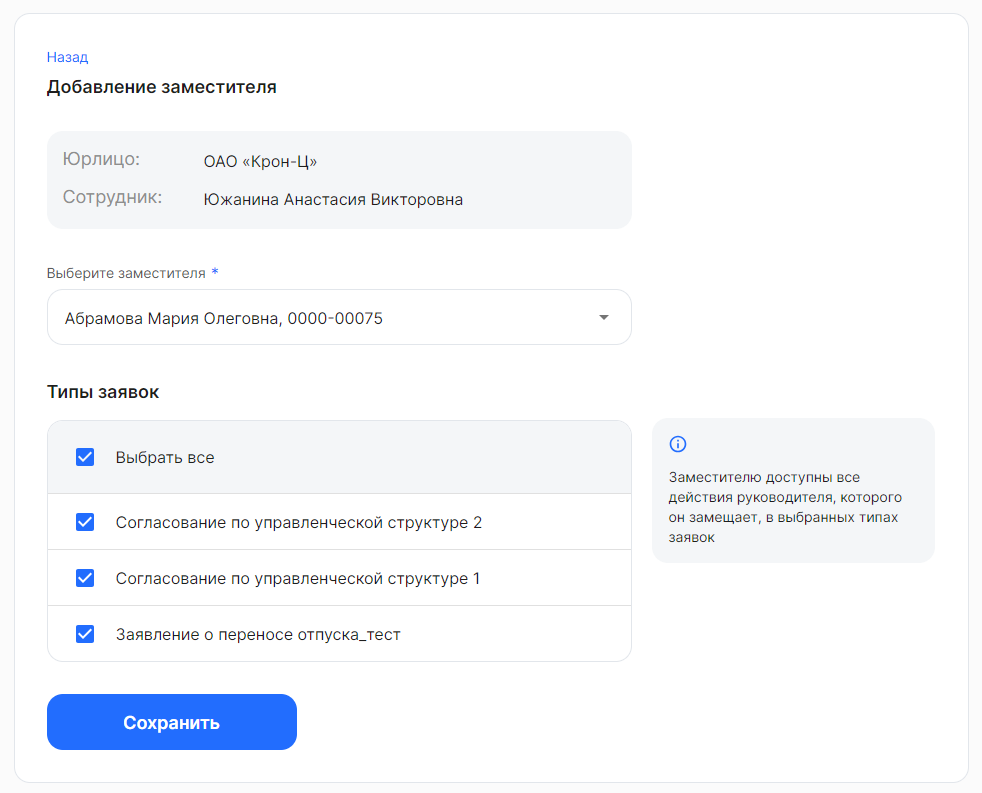 Назад
Добавление заместителя
Юрлицо: ОАО «Крон-Ц»
Сотрудник: Южанина Анастасия Викторовна
Выберите заместителя *
Абрамова Мария Олеговна, 0000-00075
Типы заявок
Выбрать все
Согласование по управленческой структуре 2
Согласование по управленческой структуре 1
Заявление о переносе отпуска_тест
Заместителю доступны все
действия руководителя, которого
он замещает, в выбранных типах
заявок
Сохранить